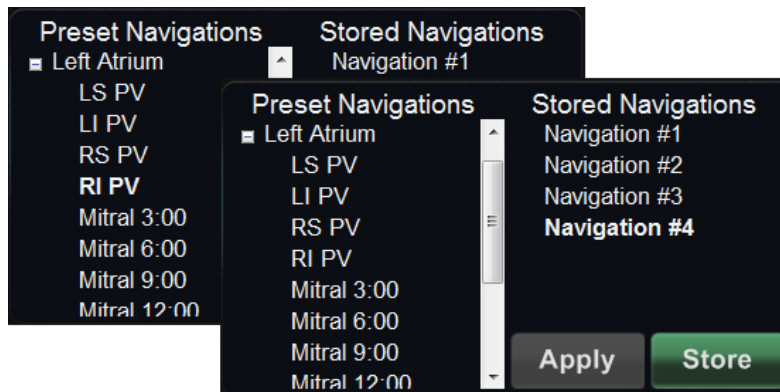 Preset Navigations Stored Navigations
Left Atrium Navigation #1
LS PV
LI PV
RS PV
RI PV
Mitral 3:00
Mitral 6:00
Mitral 9:00
Mitral 12:00
Preset Navigations Stored Navigations
Left Atrium Navigation #1
LS PV Navigation #2
LI PV Navigation #3
RS PV Navigation #4
RI PV
Mitral 3:00
Mitral 6:00
Mitral 9:00 Apply Store
Mitral 12:00